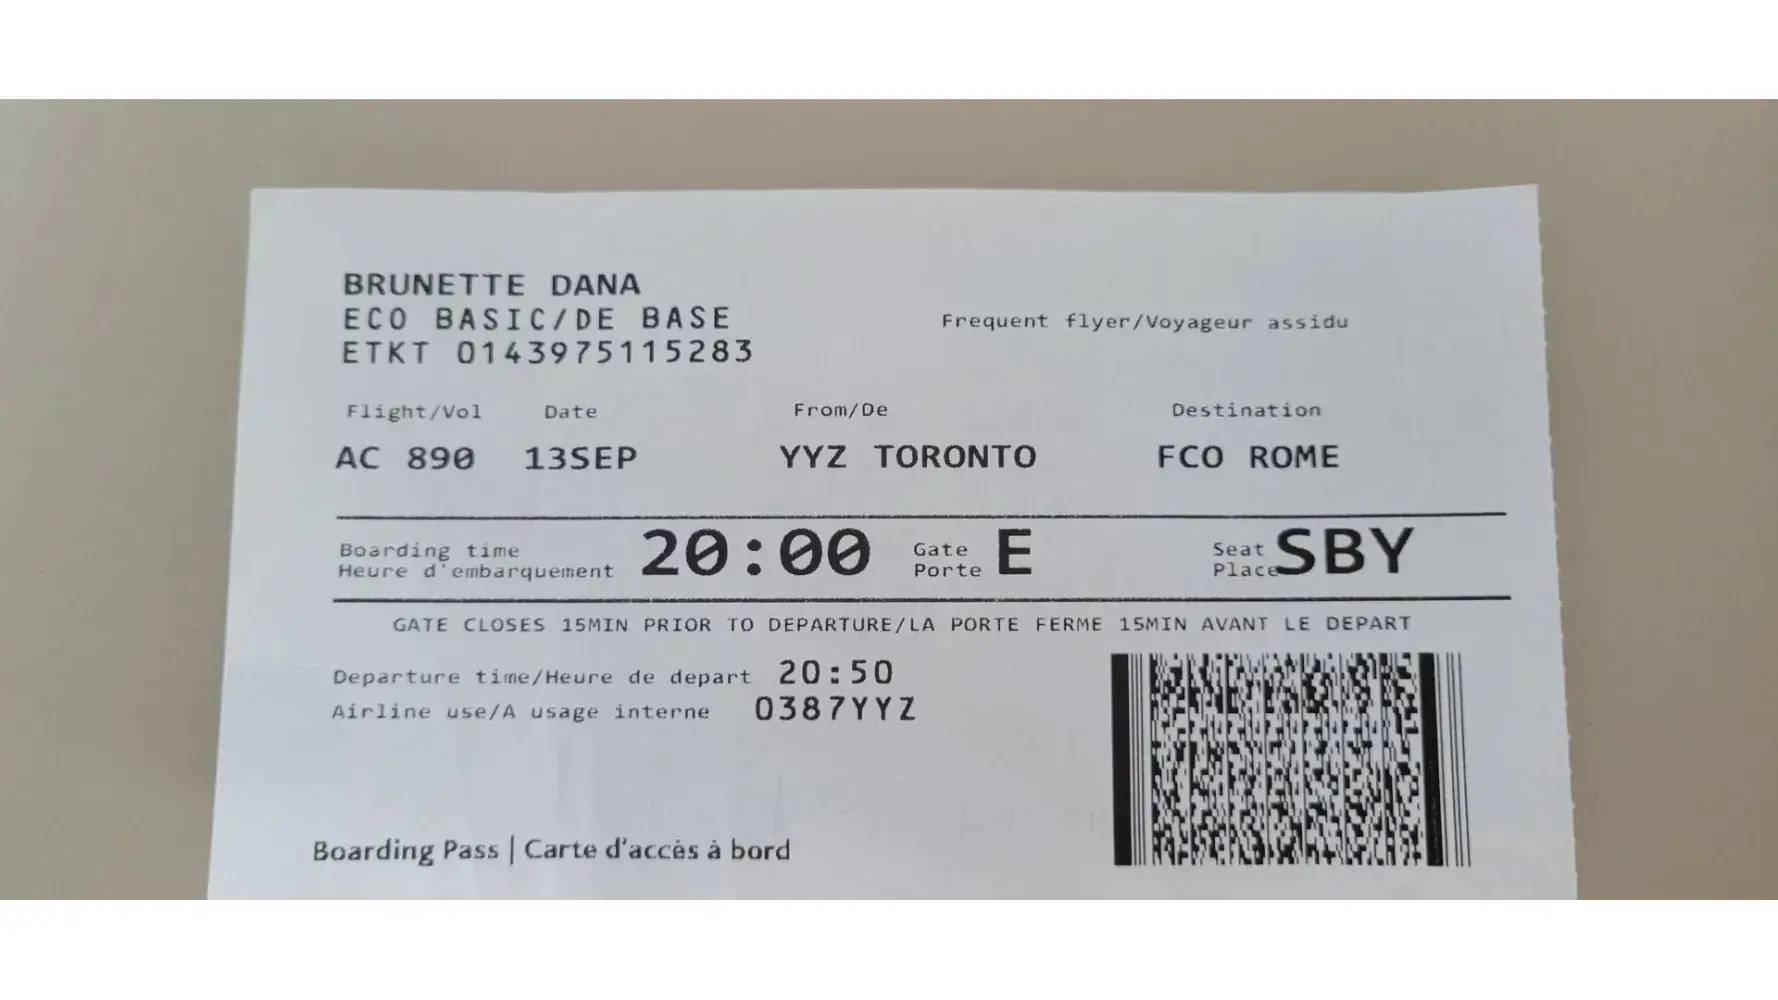 BRUNETTE DANA
ECO BASIC/DE BASE
Frequent flyer/Voyageur assidu
ETKT 0143975115283
Flight/Vol Date From/De Destination
AC 890 13SEP YYZ TORONTO FCO ROME
Boarding time
Heure d'embarquement 20:00 Gate
Porte E Seat
Place SBY
GATE CLOSES 15MIN PRIOR TO DEPARTURE/LA PORTE FERME 15MIN AVANT LE DEPART
Departure time/Heure de depart 20:50
Airline use/A usage interne 0387YYZ
Boarding Pass | Carte d'accès à bord